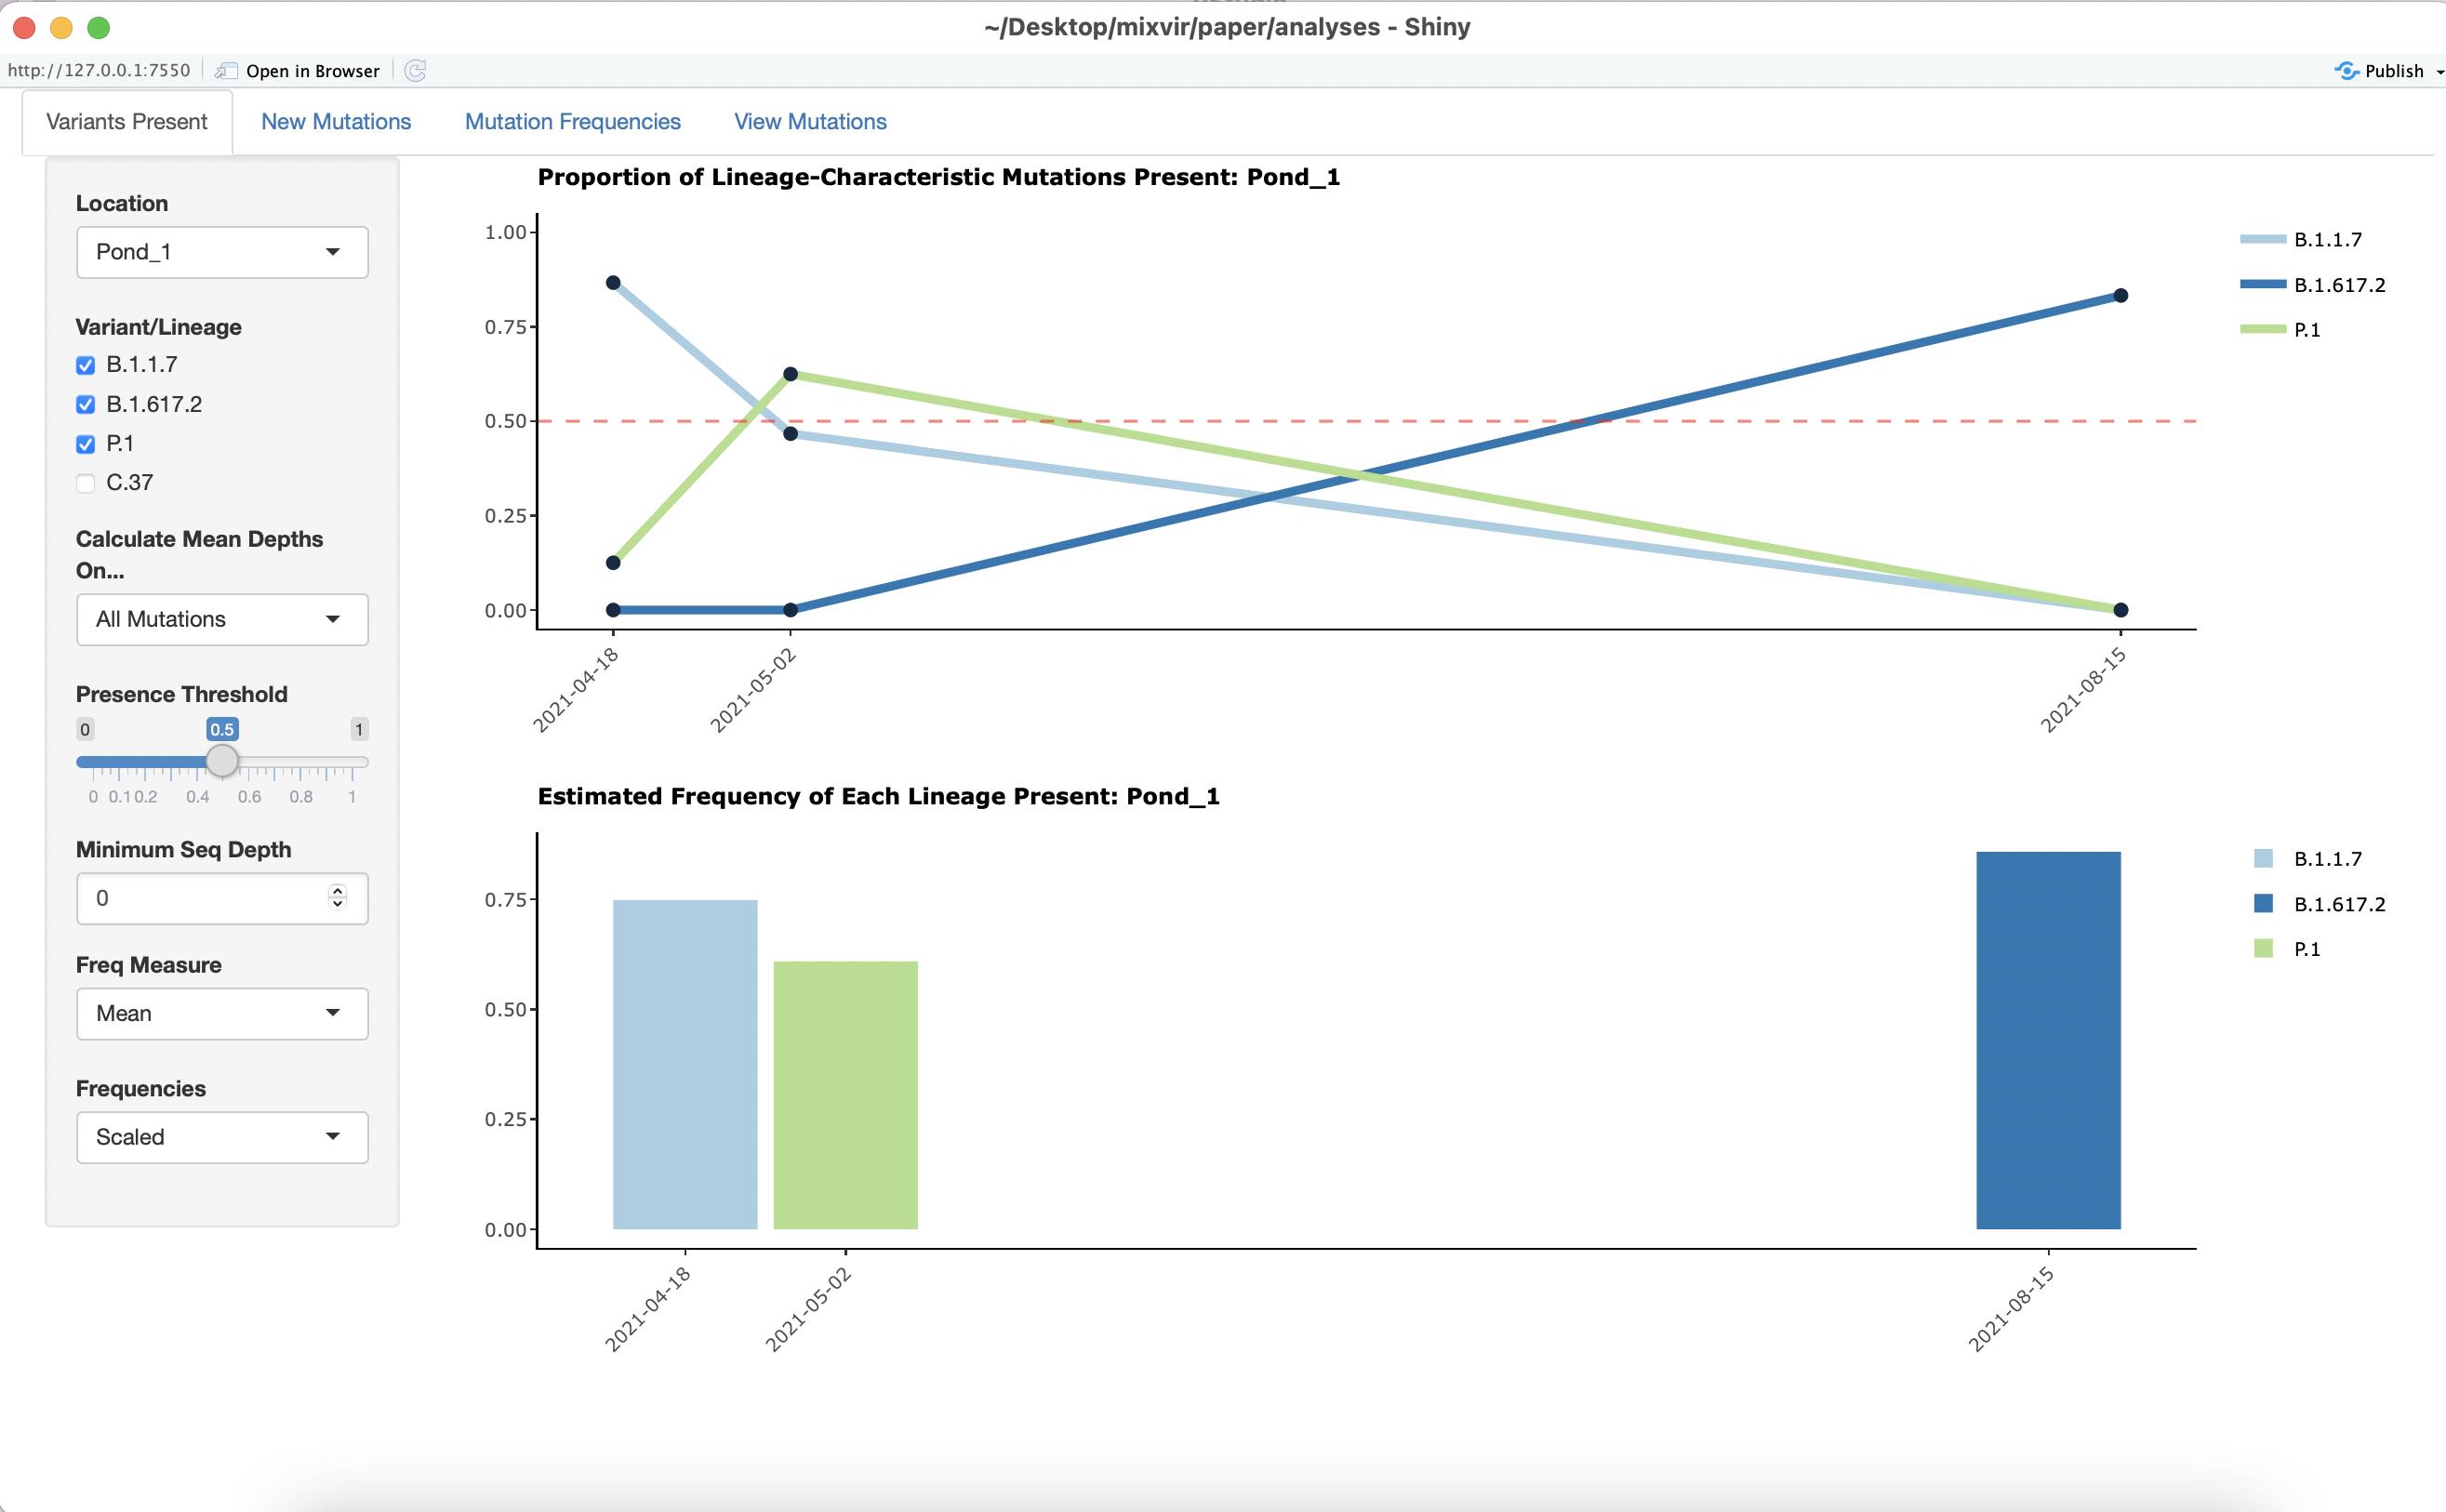 ~/Desktop/mixvir/paper/analyses - Shiny
http://127.0.0.1:7550
Open in Browser
Publish
Variants Present
New Mutations
Mutation Frequencies
View Mutations
Location
Pond_1
Variant/Lineage
B.1.1.7
B.1.617.2
P.1
C.37
Calculate Mean Depths
On...
All Mutations
Presence Threshold
0 0.5 1
0 0.1 0.2 0.4 0.6 0.8 1
Minimum Seq Depth
0
Freq Measure
Mean
Frequencies
Scaled
Proportion of Lineage-Characteristic Mutations Present: Pond_1
1.00
0.75
0.50
0.25
0.00
2021-04-18
2021-05-02
2021-08-15
B.1.1.7
B.1.617.2
P.1
Estimated Frequency of Each Lineage Present: Pond_1
0.75
0.50
0.25
0.00
2021-04-18
2021-05-02
2021-08-15
B.1.1.7
B.1.617.2
P.1